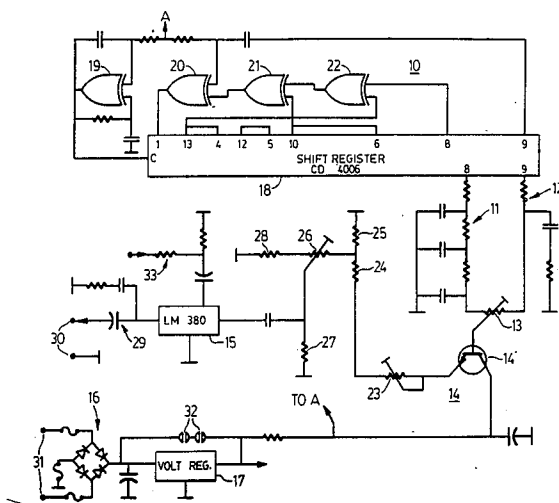 A
19 20 21 22 10
1 13 4 12 5 10 6 8 9
C SHIFT REGISTER
CD 4006
18 8 9 12
11
33 28 26 25
24
LM 380
30 29 15 27 13
14'
23 14
16 TO A
32
31 VOLT REG.
17